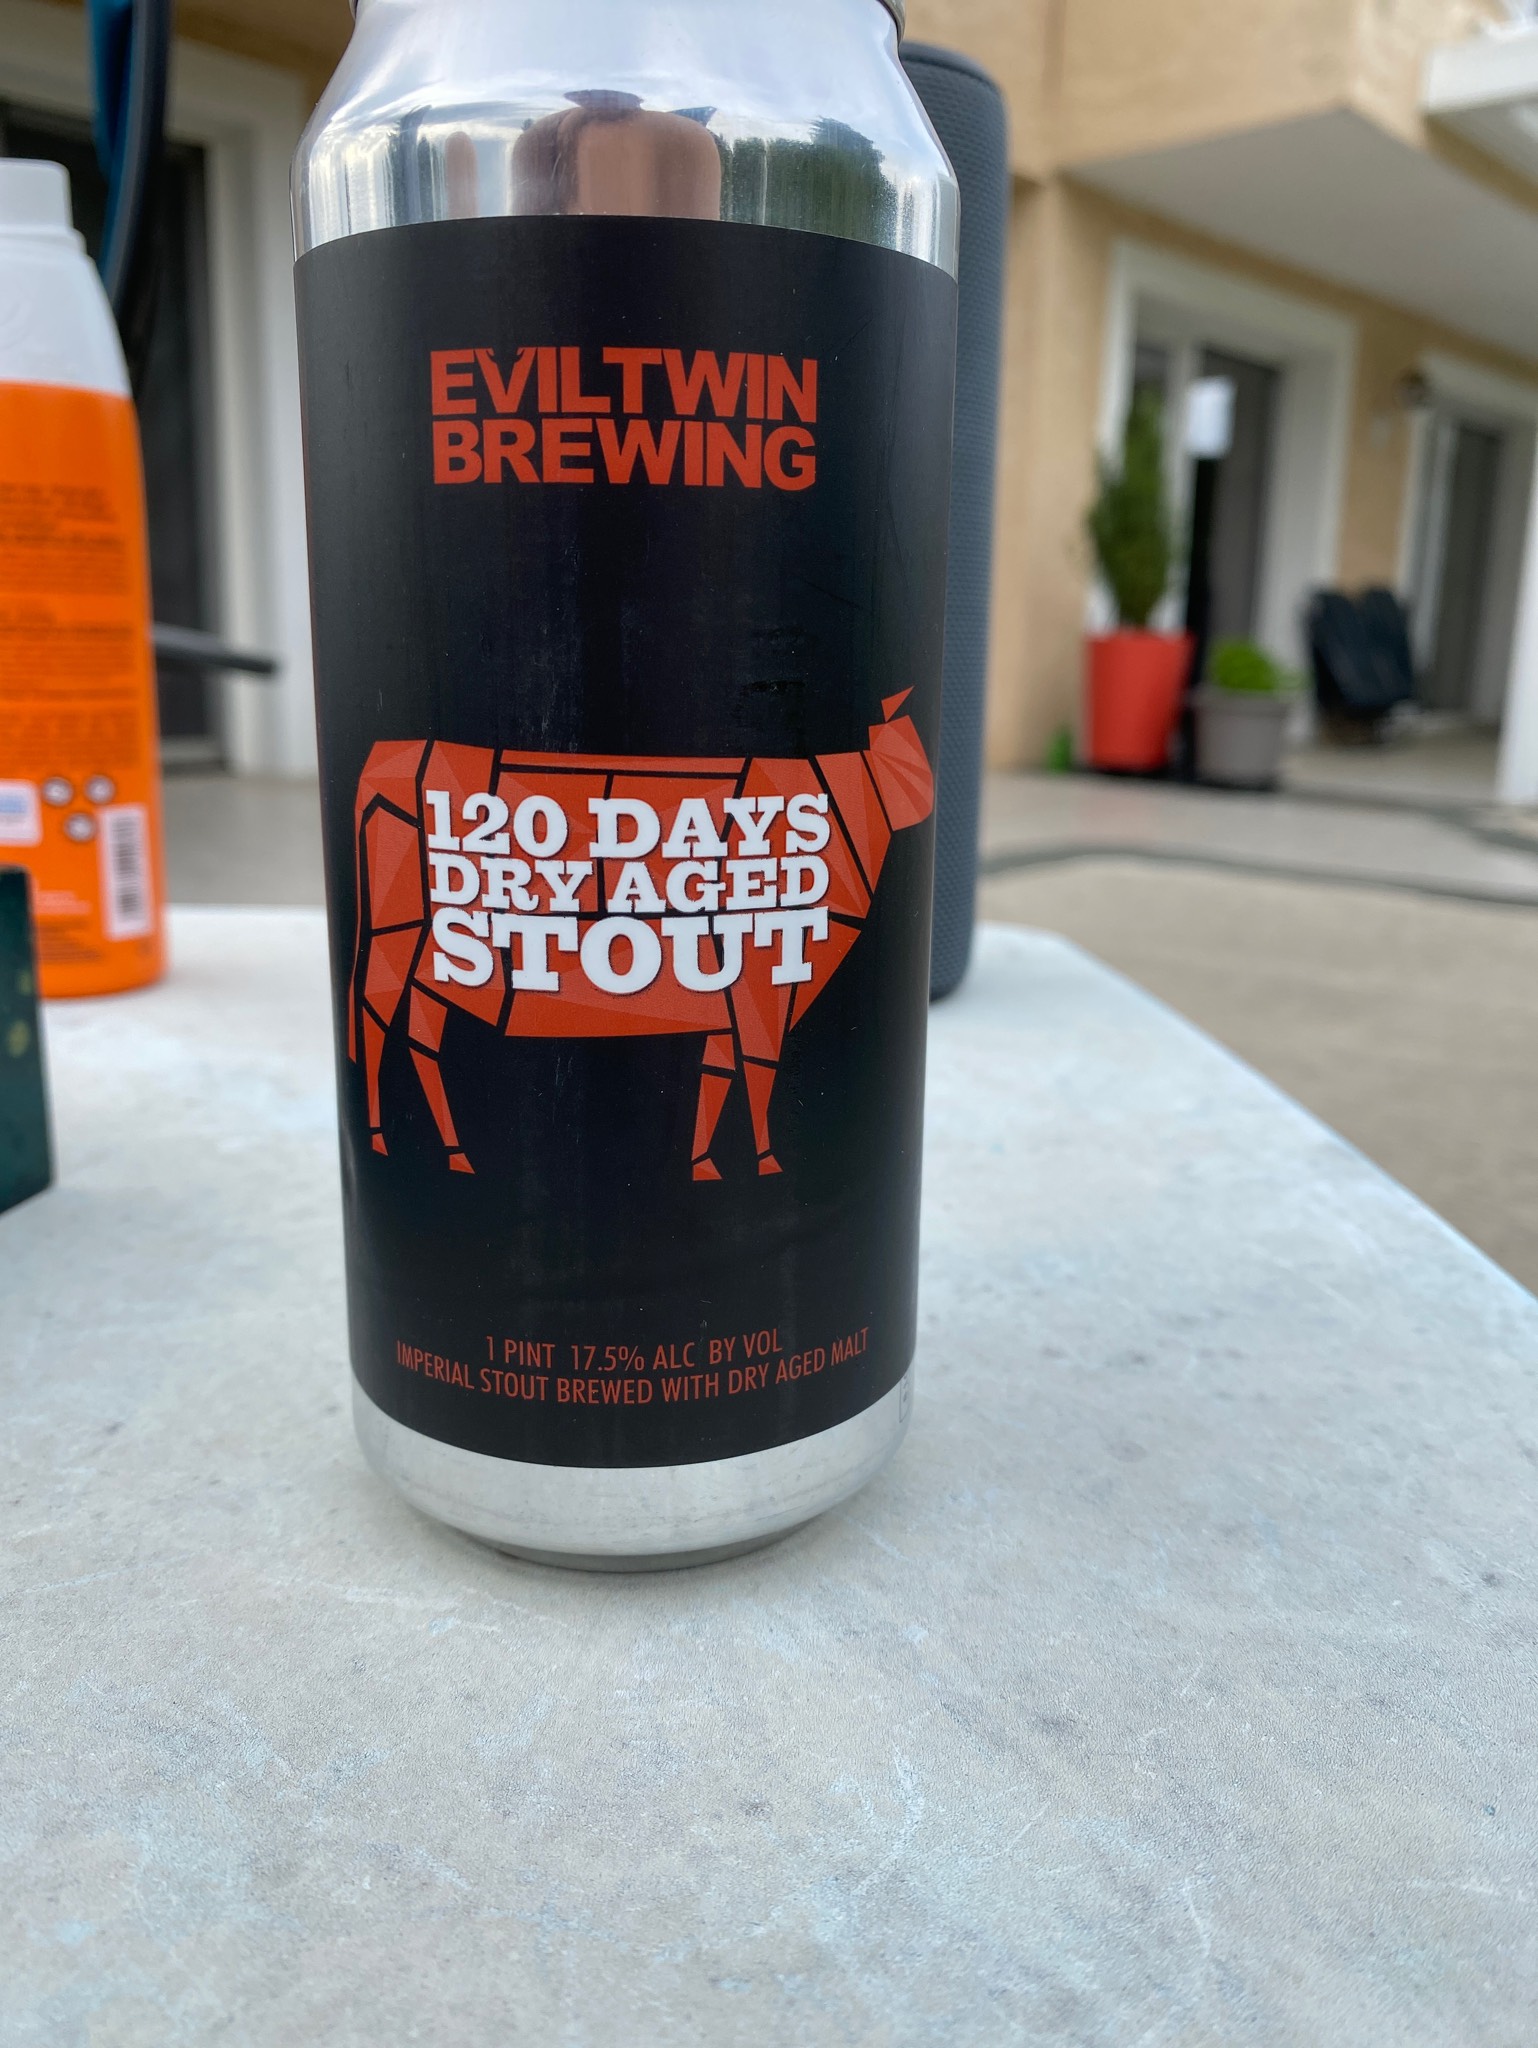 EVILTWIN
BREWING
120 DAYS
DRY AGED
STOUT
1 PINT 17.5% ALC BY VOL
IMPERIAL STOUT BREWED WITH DRY AGED MALT